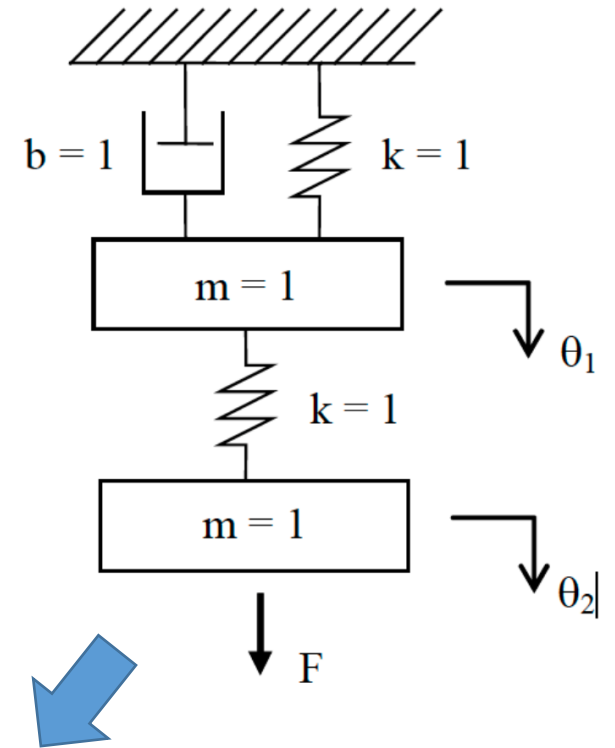 b = 1
k = 1
m = 1
θ₁
k = 1
m = 1
θ₂
F